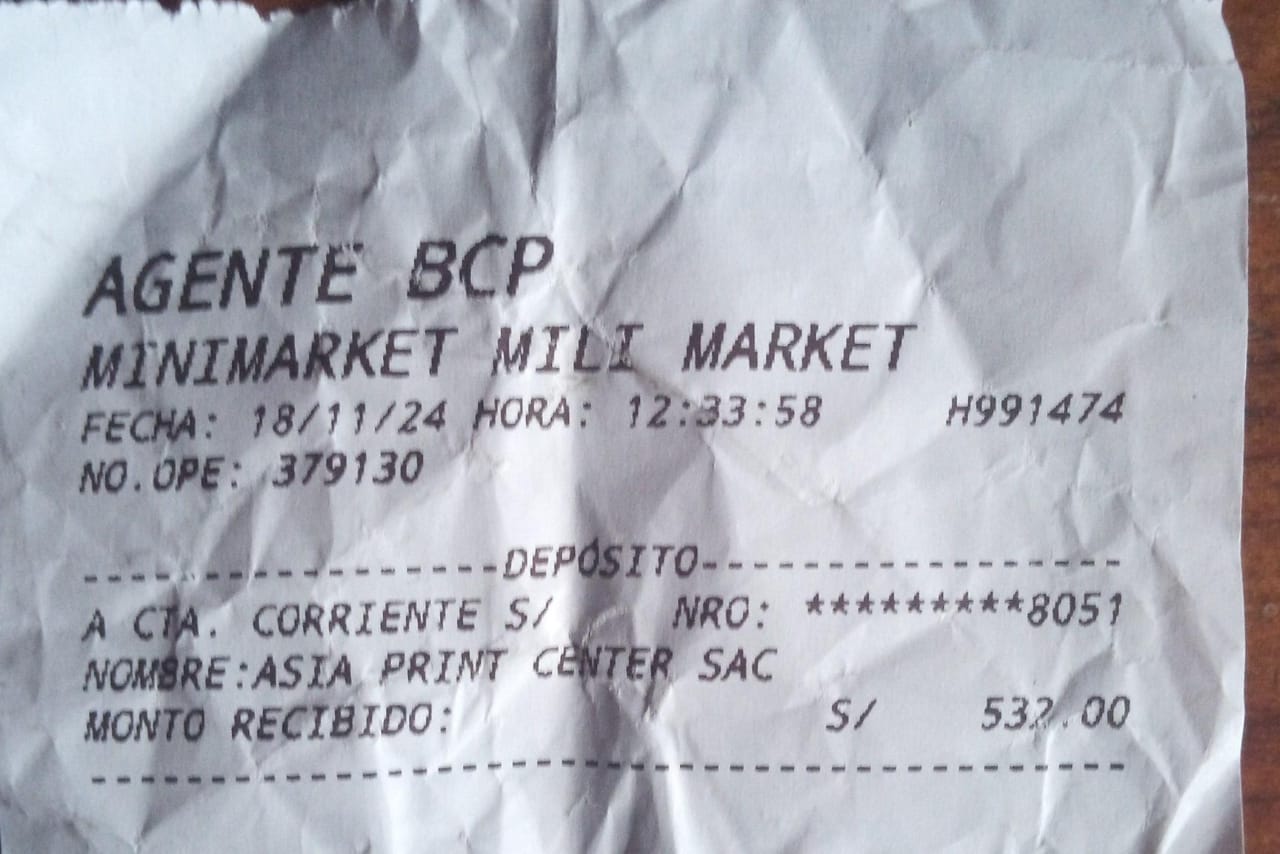 AGENTE BCP
MINIMARKET MILI MARKET
FECHA: 18/11/24 HORA: 12:33:58 H991474
NO.OPE: 379130
-----------------DEPÓSITO-----------------
A CTA. CORRIENTE S/ NRO: *********8051
NOMBRE:ASIA PRINT CENTER SAC
MONTO RECIBIDO: S/ 532.00
------------------------------------------